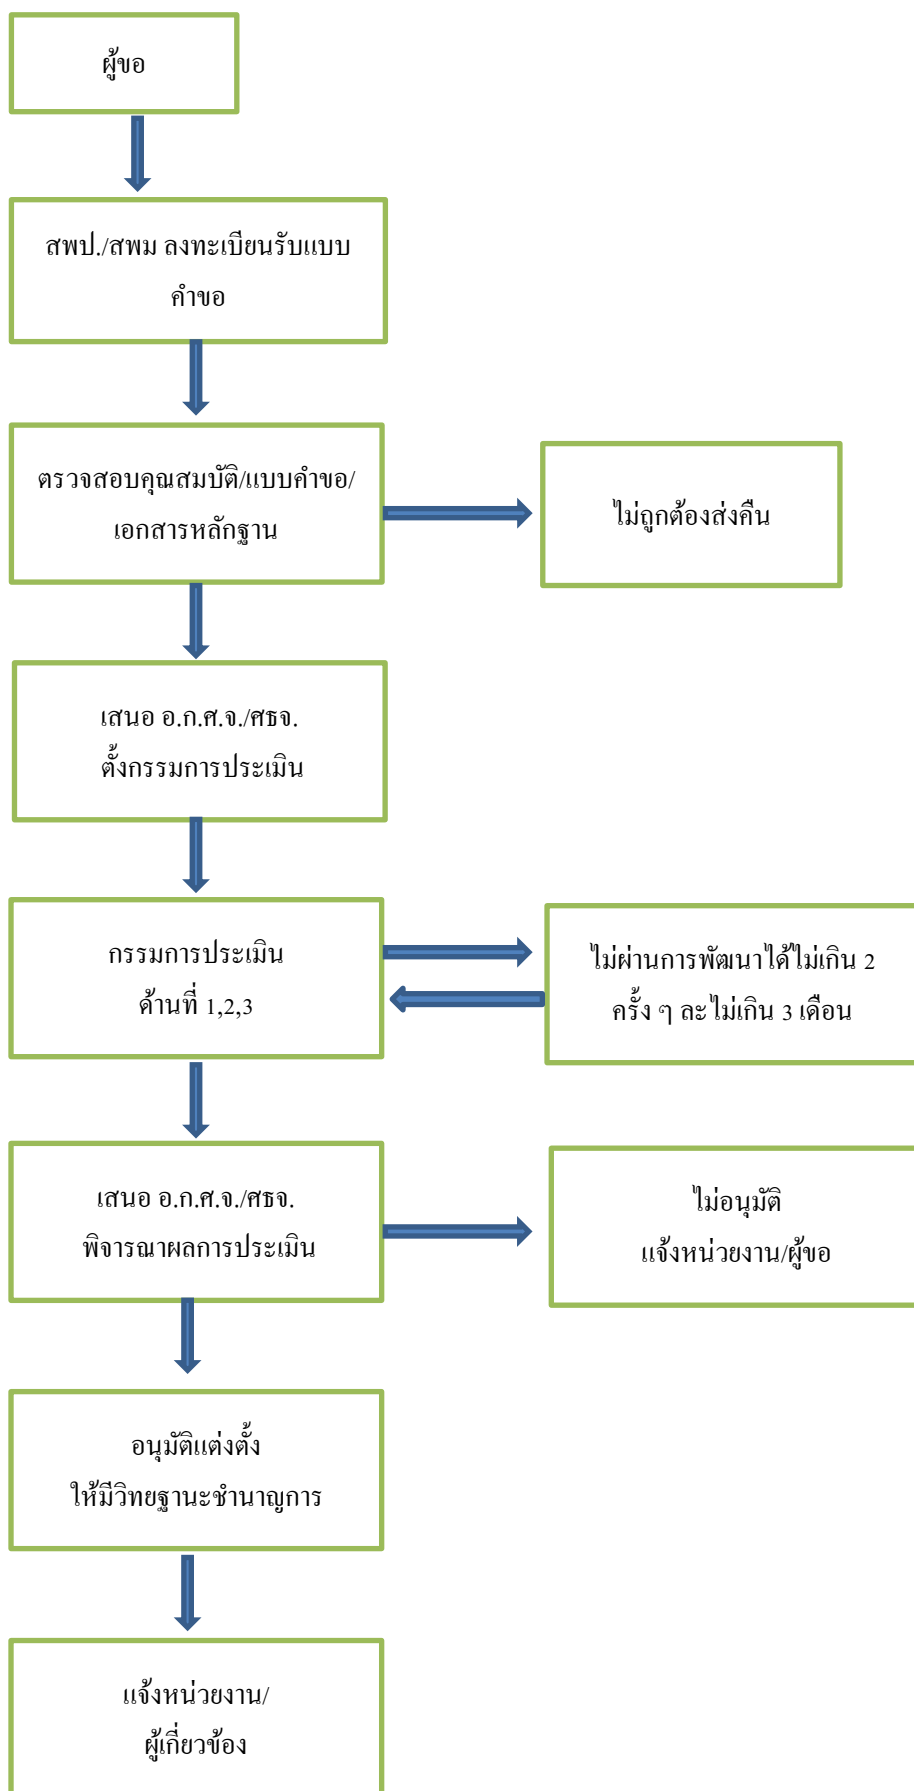 ผู้ขอ
สพป./สพม ลงทะเบียนรับแบบ
คำขอ
ตรวจสอบคุณสมบัติ/แบบคำขอ/
เอกสารหลักฐาน
ไม่ถูกต้องส่งคืน
เสนอ อ.ก.ศ.จ./ศธจ.
ตั้งกรรมการประเมิน
กรรมการประเมิน
ด้านที่ 1,2,3
ไม่ผ่านการพัฒนาได้ไม่เกิน 2
ครั้ง ๆ ละไม่เกิน 3 เดือน
เสนอ อ.ก.ศ.จ./ศธจ.
พิจารณาผลการประเมิน
ไม่อนุมัติ
แจ้งหน่วยงาน/ผู้ขอ
อนุมัติแต่งตั้ง
ให้มีวิทยฐานะชำนาญการ
แจ้งหน่วยงาน/
ผู้เกี่ยวข้อง